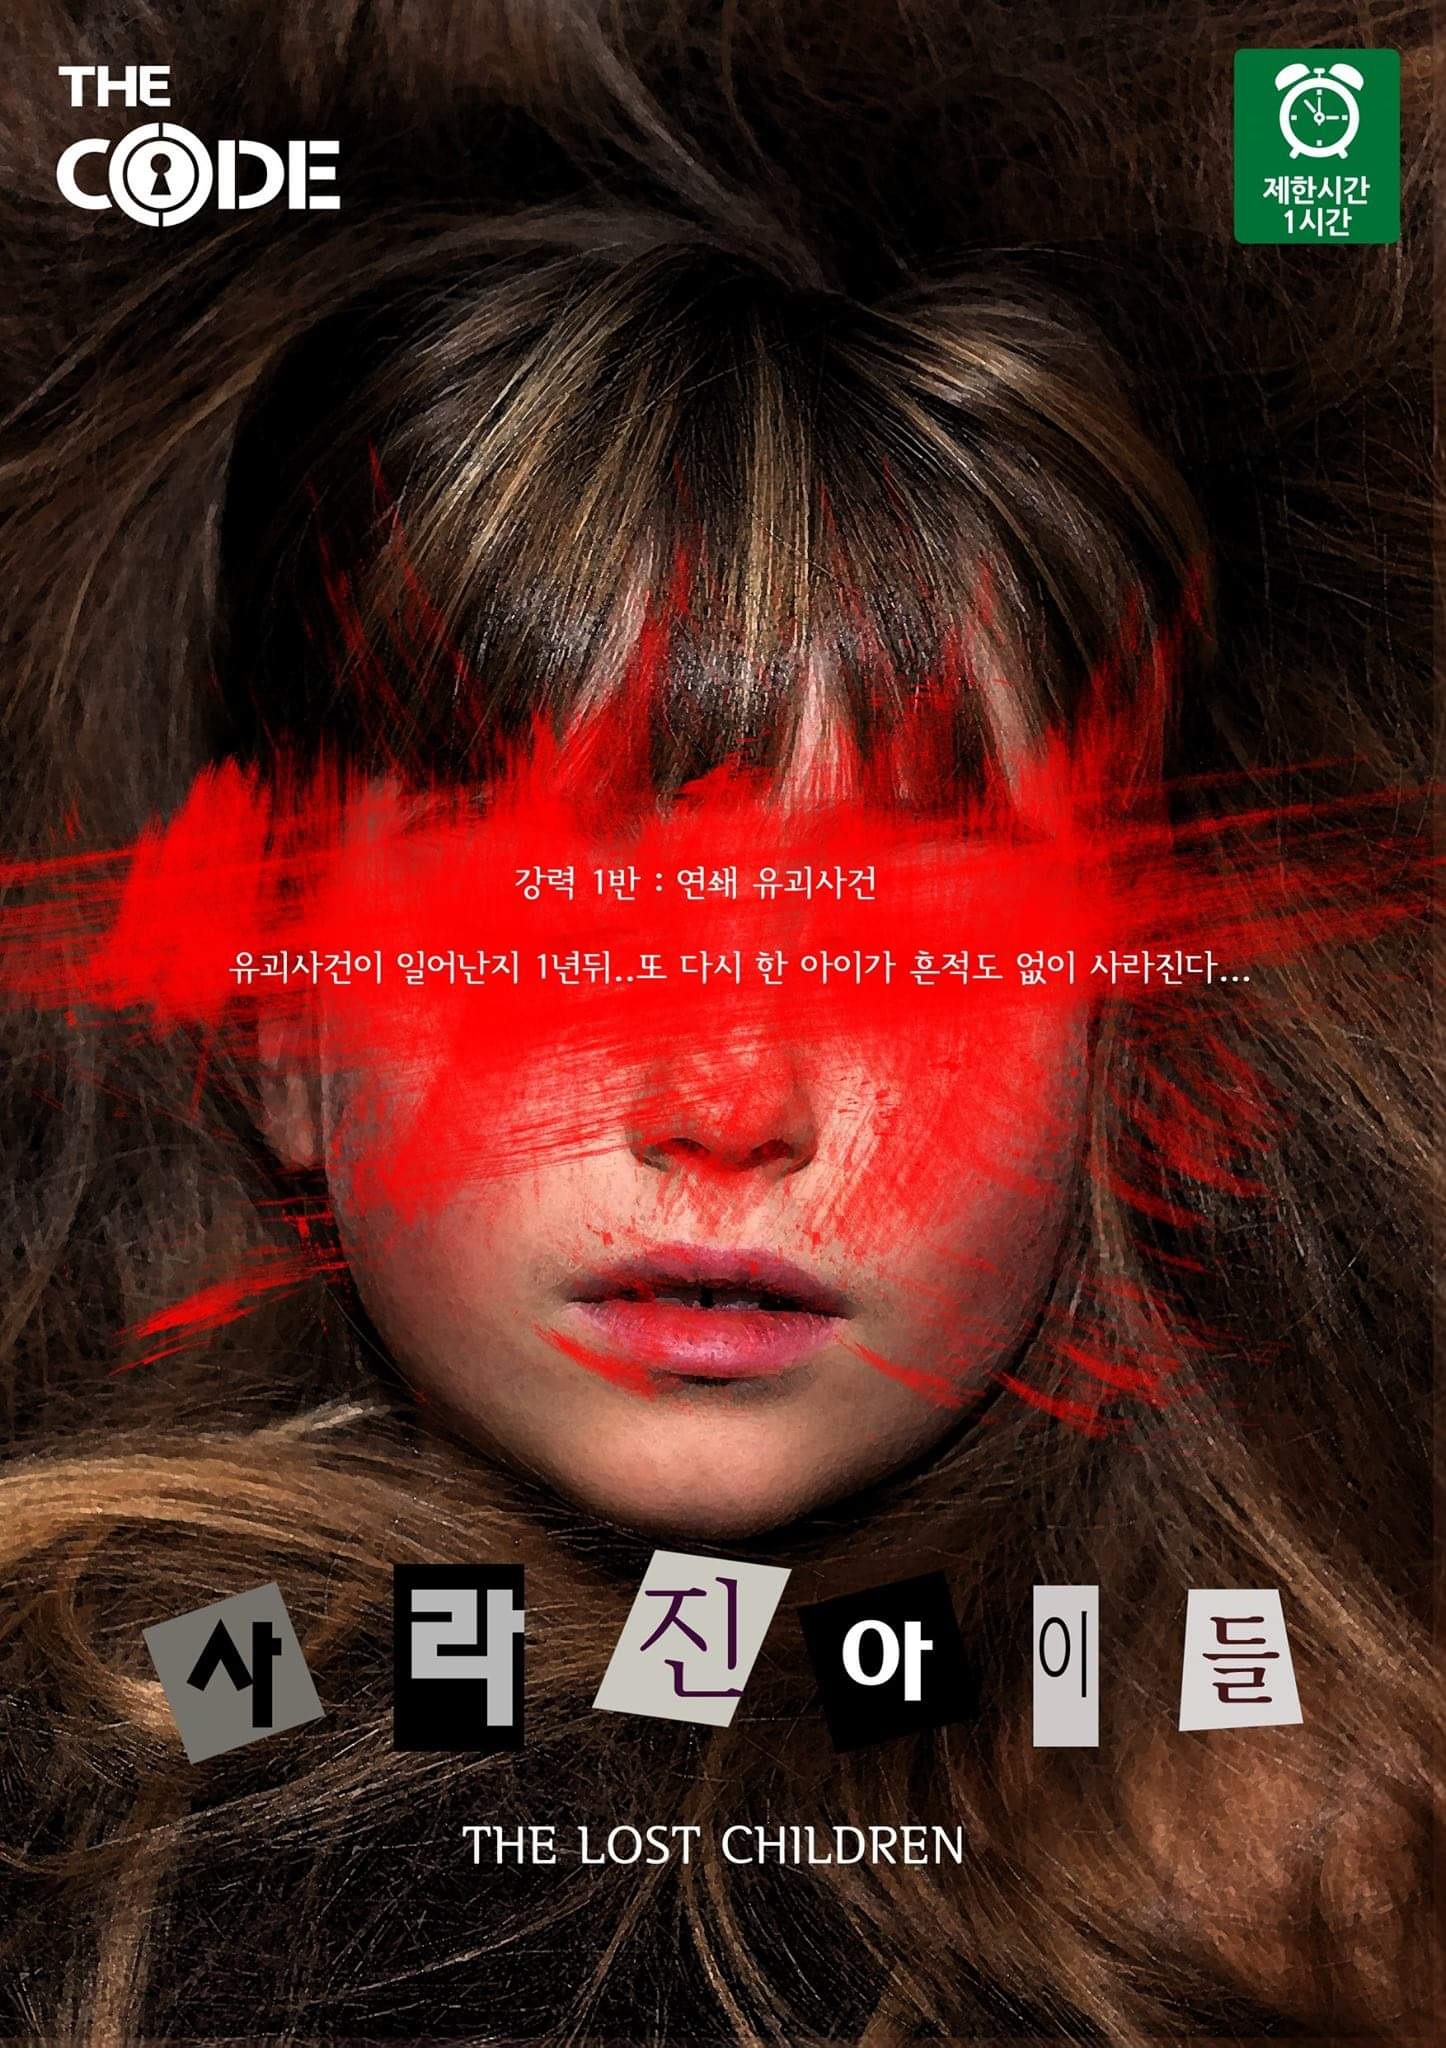 THE
CODE
제한시간
1시간
강력 1반 : 연쇄 유괴사건
유괴사건이 일어난지 1년뒤..또 다시 한 아이가 흔적도 없이 사라진다...
사라진아이들
THE LOST CHILDREN